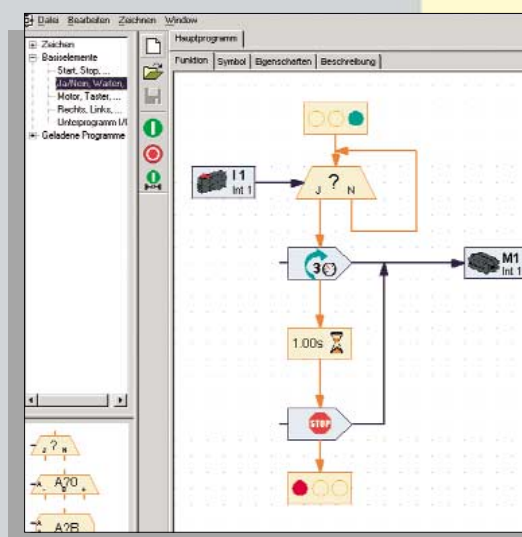 Datei Bearbeiten Zeichnen Window
Zeichen
Basiselemente
Start, Stop, ...
Ja/Nein, Warten,
Motor, Taster, ...
Rechts, Links, ...
Unterprogramm I/
Geladene Programme
Hauptprogramm
Funktion Symbol Eigenschaften Beschreibung
I1
Int 1
?
J N
3
M1
Int 1
1.00s
STOP
? J N
A?0
A?B